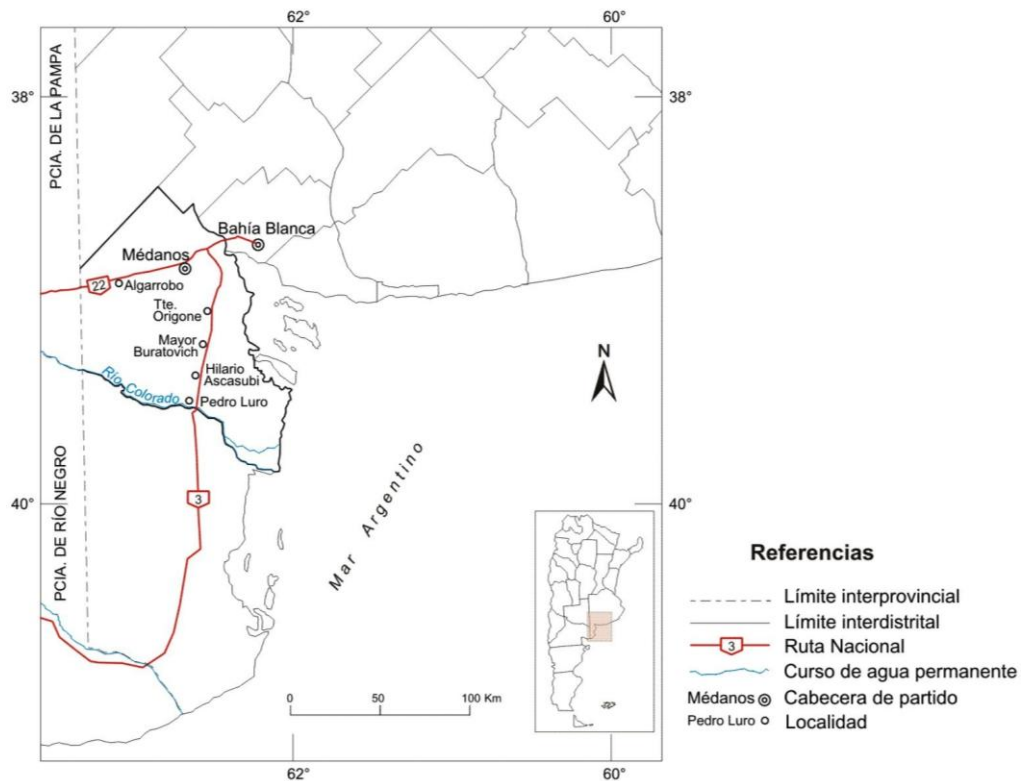 62°
60°
38°
38°
PCIA. DE LA PAMPA
Bahía Blanca
Médanos
22
Algarrobo
Tte.
Origone
Mayor
Buratovich
Hilario
Ascasubi
Río Colorado
Pedro Luro
N
PCIA. DE RÍO NEGRO
3
40°
40°
Mar Argentino
0 50 100 Km
62°
60°
Referencias
Límite interprovincial
Límite interdistrital
3 Ruta Nacional
Curso de agua permanente
Médanos Cabecera de partido
Pedro Luro Localidad